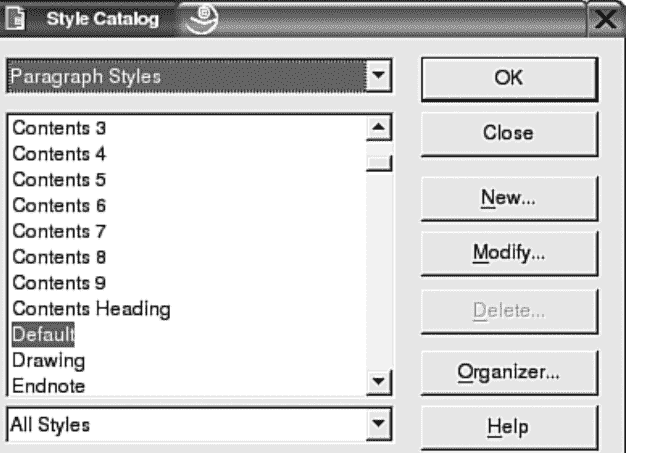 Style Catalog
Paragraph Styles
OK
Contents 3
Contents 4
Contents 5
Contents 6
Contents 7
Contents 8
Contents 9
Contents Heading
Default
Drawing
Endnote
Close
New...
Modify...
Delete...
Organizer...
All Styles
Help